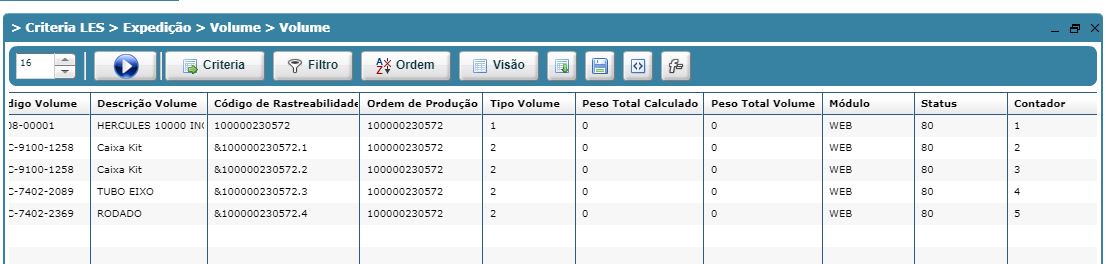 > Criteria LES > Expedição > Volume > Volume
16 Criteria Filtro Ordem Visão
digo Volume Descrição Volume Código de Rastreabilidade Ordem de Produção Tipo Volume Peso Total Calculado Peso Total Volume Módulo Status Contador
08-00001 HERCULES 10000 INO 100000230572 100000230572 1 0 0 WEB 80 1
C-9100-1258 Caixa Kit &100000230572.1 100000230572 2 0 0 WEB 80 2
C-9100-1258 Caixa Kit &100000230572.2 100000230572 2 0 0 WEB 80 3
C-7402-2089 TUBO EIXO &100000230572.3 100000230572 2 0 0 WEB 80 4
C-7402-2369 RODADO &100000230572.4 100000230572 2 0 0 WEB 80 5